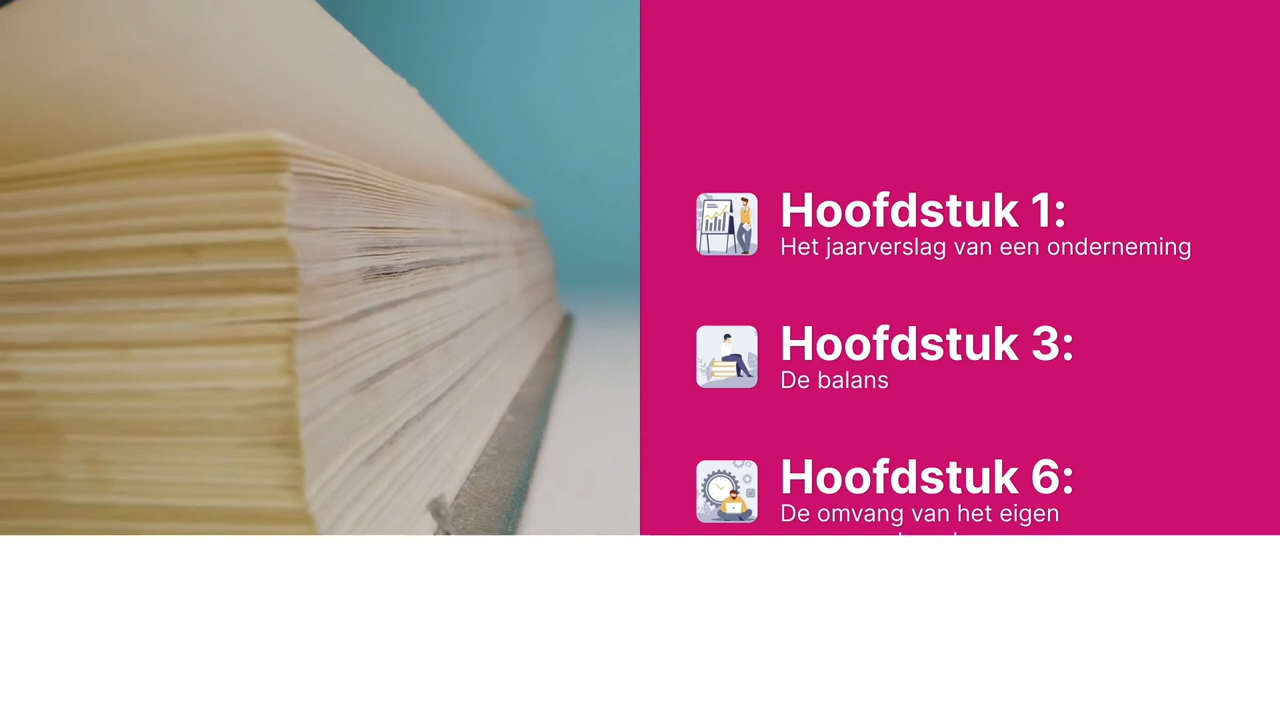 Hoofdstuk 1:
Het jaarverslag van een onderneming
Hoofdstuk 3:
De balans
Hoofdstuk 6:
De omvang van het eigen